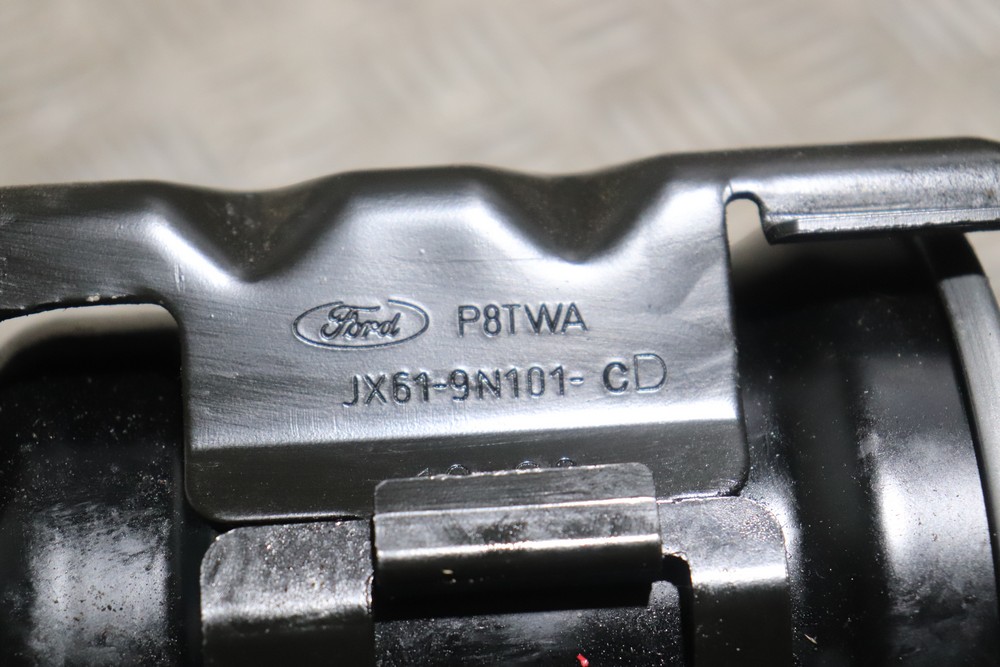 Ford P8TWA
JX61-9N101- CD